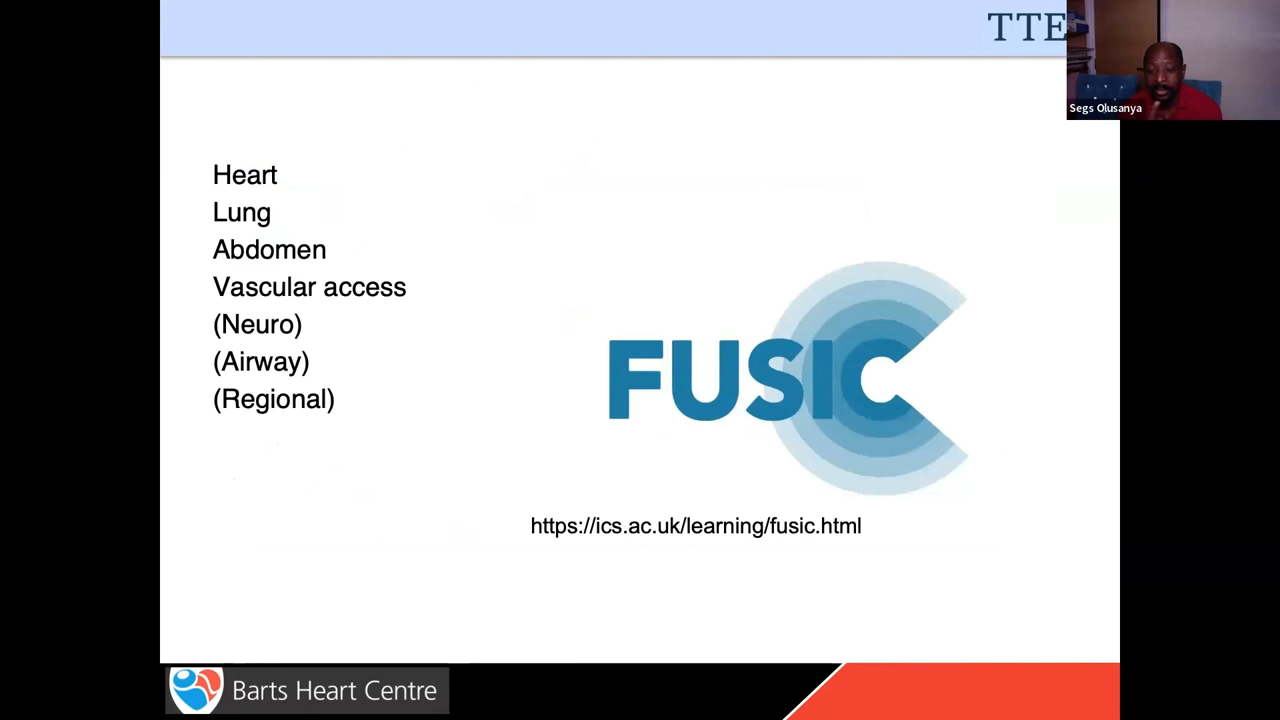 TTE
Segs Olusanya
Heart
Lung
Abdomen
Vascular access
(Neuro)
(Airway)
(Regional)
FUSIC
https://ics.ac.uk/learning/fusic.html
Barts Heart Centre